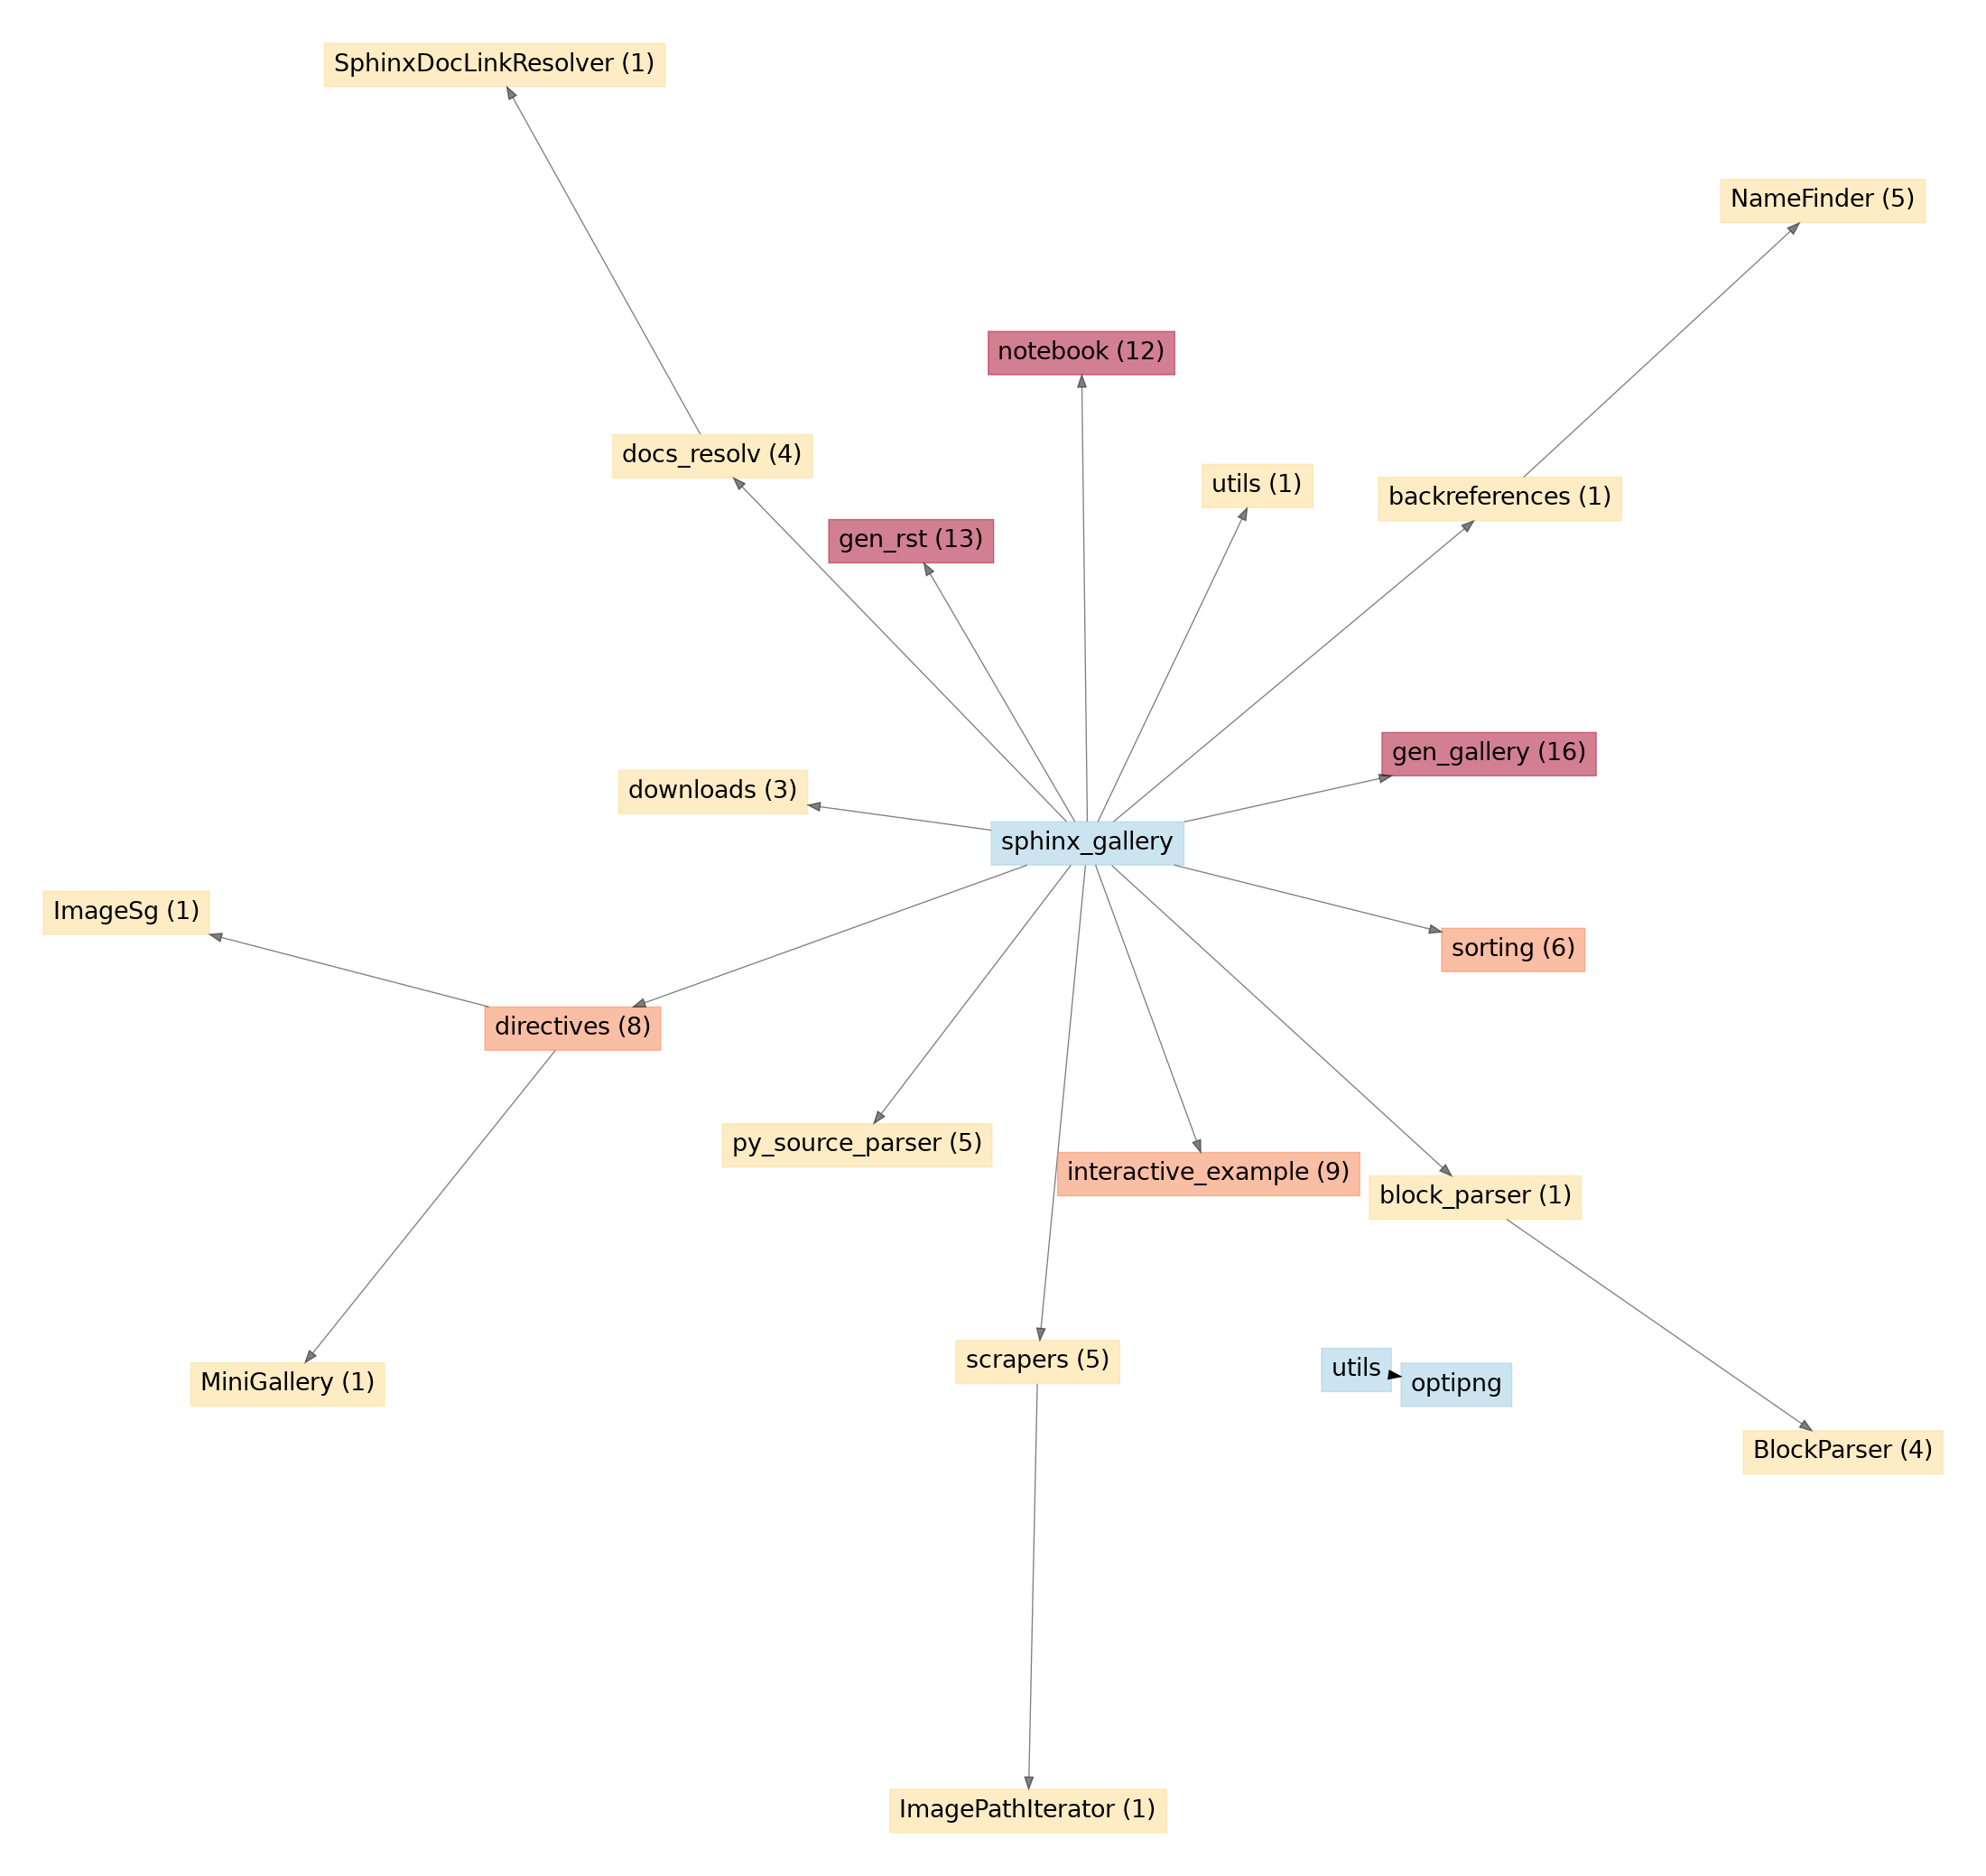 SphinxDocLinkResolver (1)
NameFinder (5)
notebook (12)
docs_resolv (4)
utils (1)
backreferences (1)
gen_rst (13)
gen_gallery (16)
downloads (3)
sphinx_gallery
ImageSg (1)
sorting (6)
directives (8)
py_source_parser (5)
interactive_example (9)
block_parser (1)
scrapers (5)
utils
optipng
MiniGallery (1)
BlockParser (4)
ImagePathIterator (1)